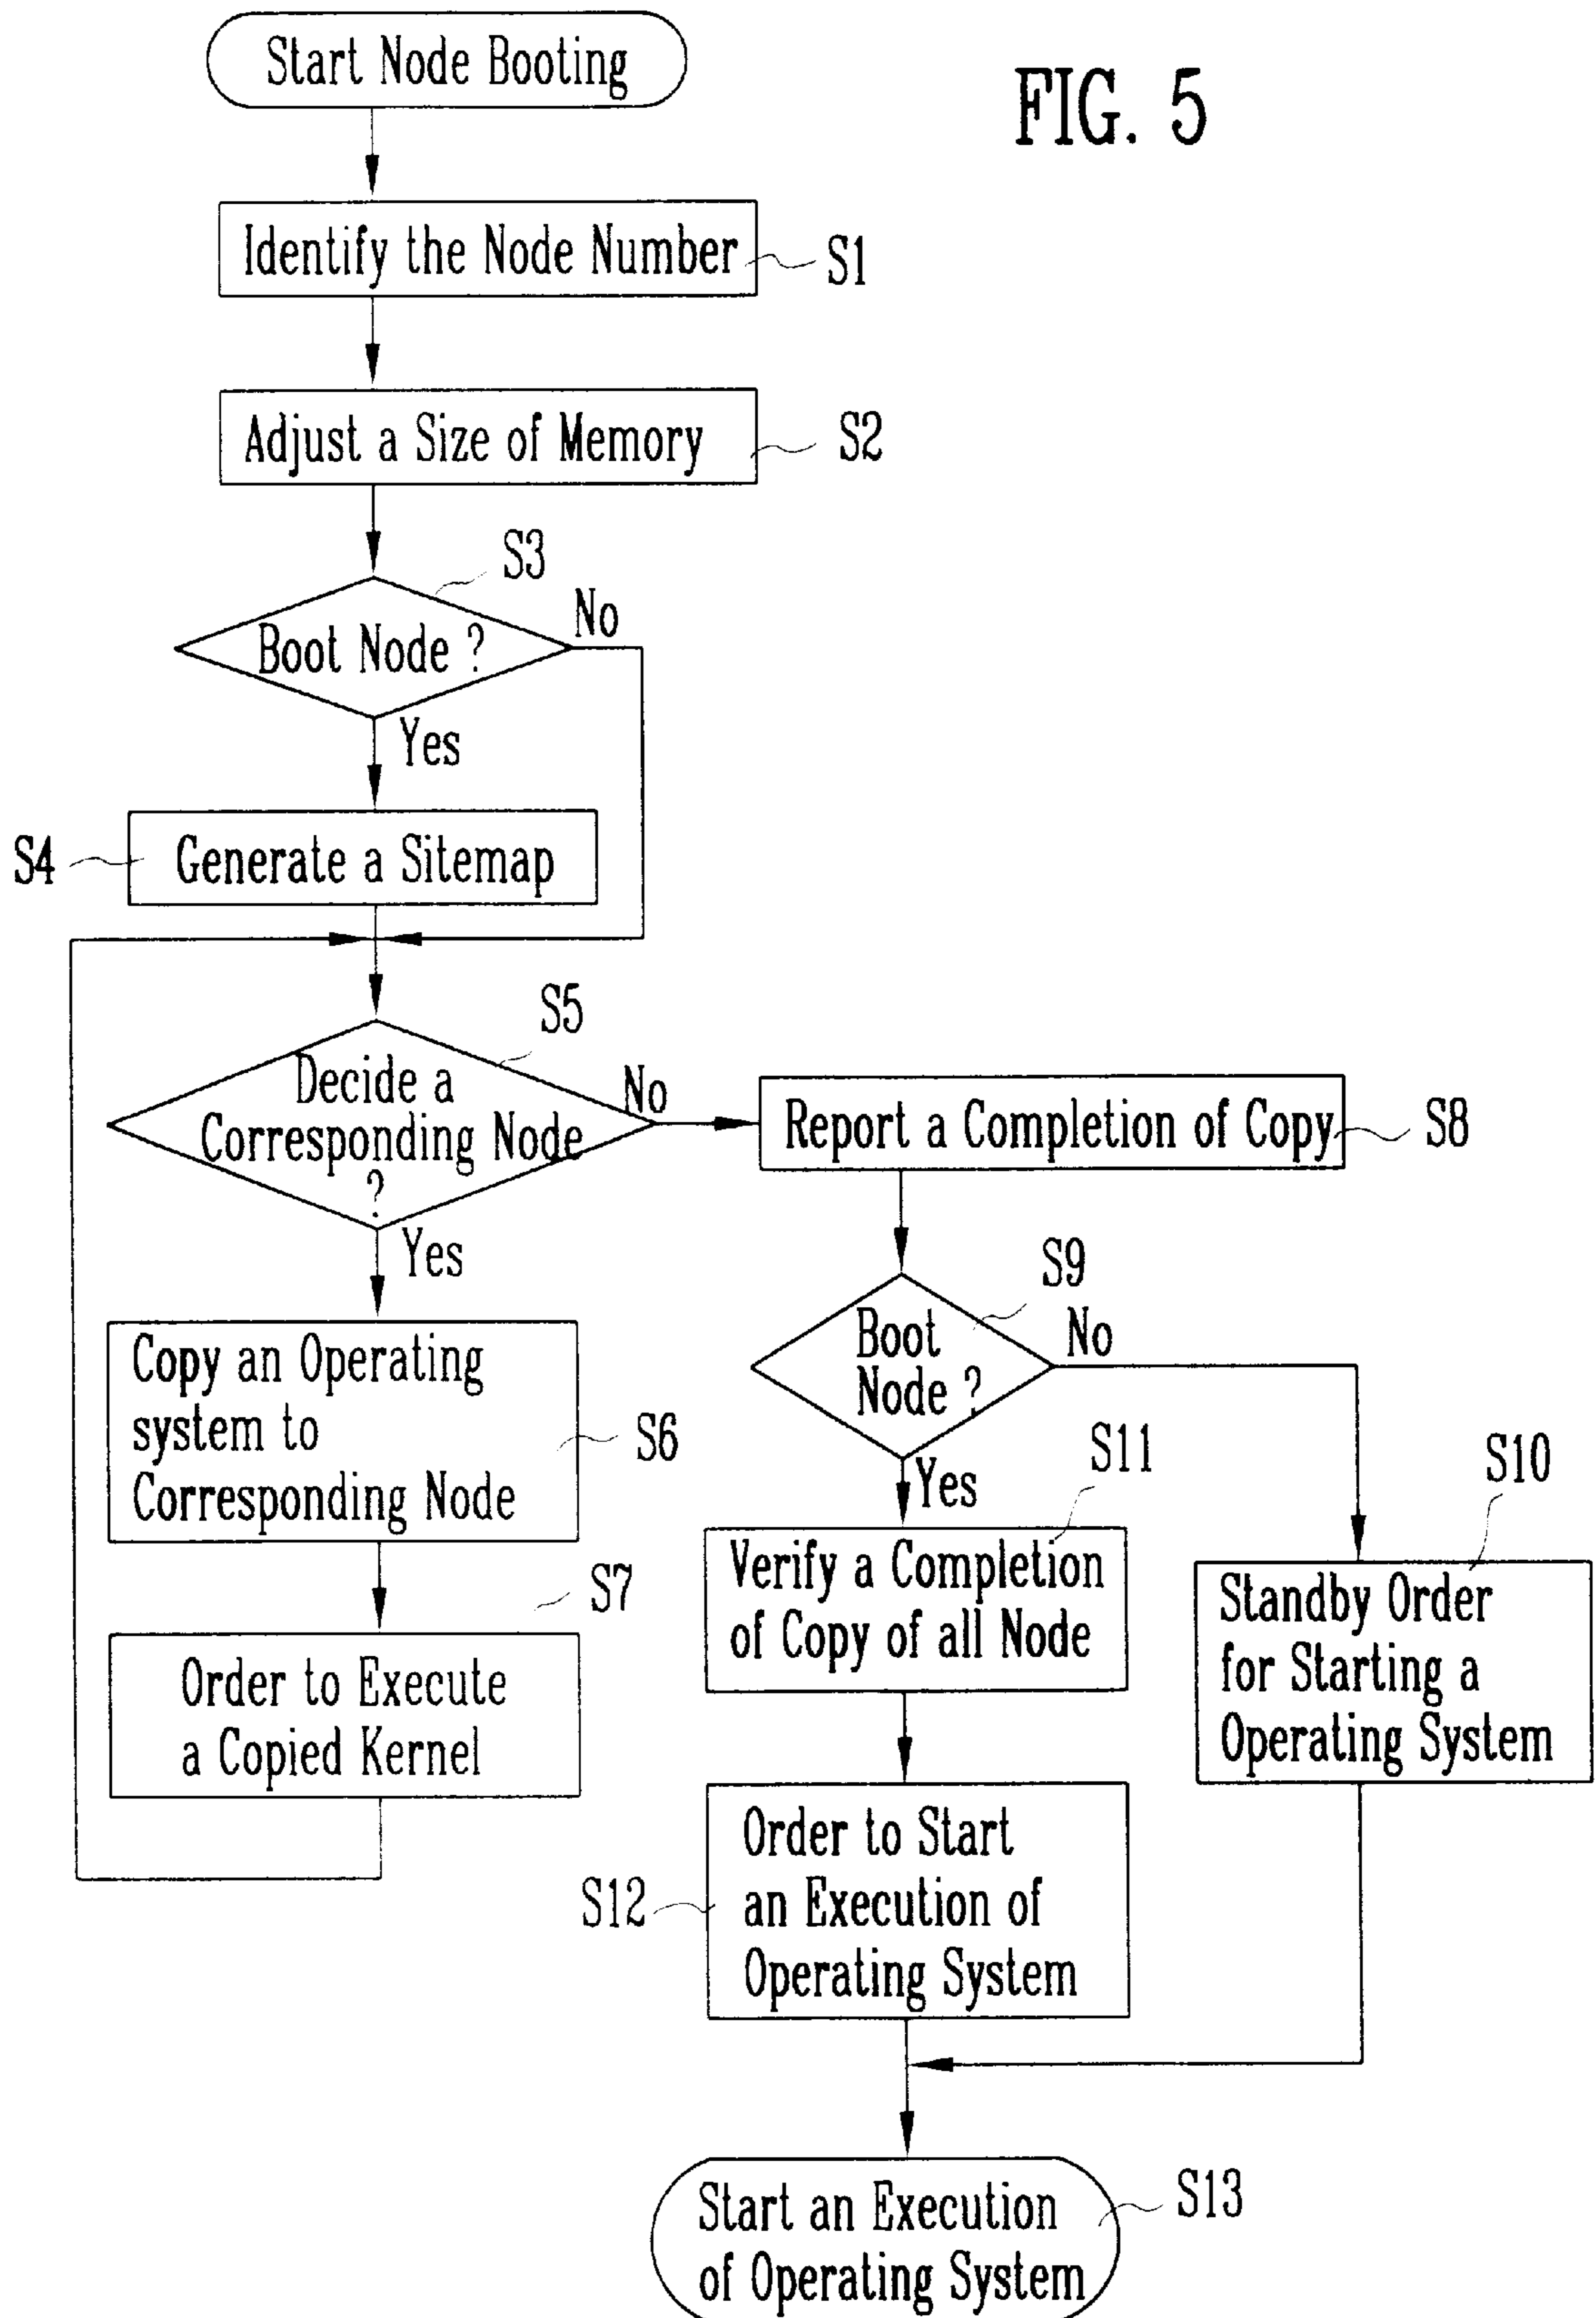 Start Node Booting
FIG. 5
Identify the Node Number
S1
Adjust a Size of Memory
S2
S3
Boot Node ?
No
Yes
S4
Generate a Sitemap
S5
Decide a
Corresponding Node
?
No
Yes
Report a Completion of Copy
S8
S9
Boot
Node ?
No
Yes
Copy an Operating
system to
Corresponding Node
S6
S7
Order to Execute
a Copied Kernel
S11
Verify a Completion
of Copy of all Node
S10
Standby Order
for Starting a
Operating System
S12
Order to Start
an Execution of
Operating System
Start an Execution
of Operating System
S13